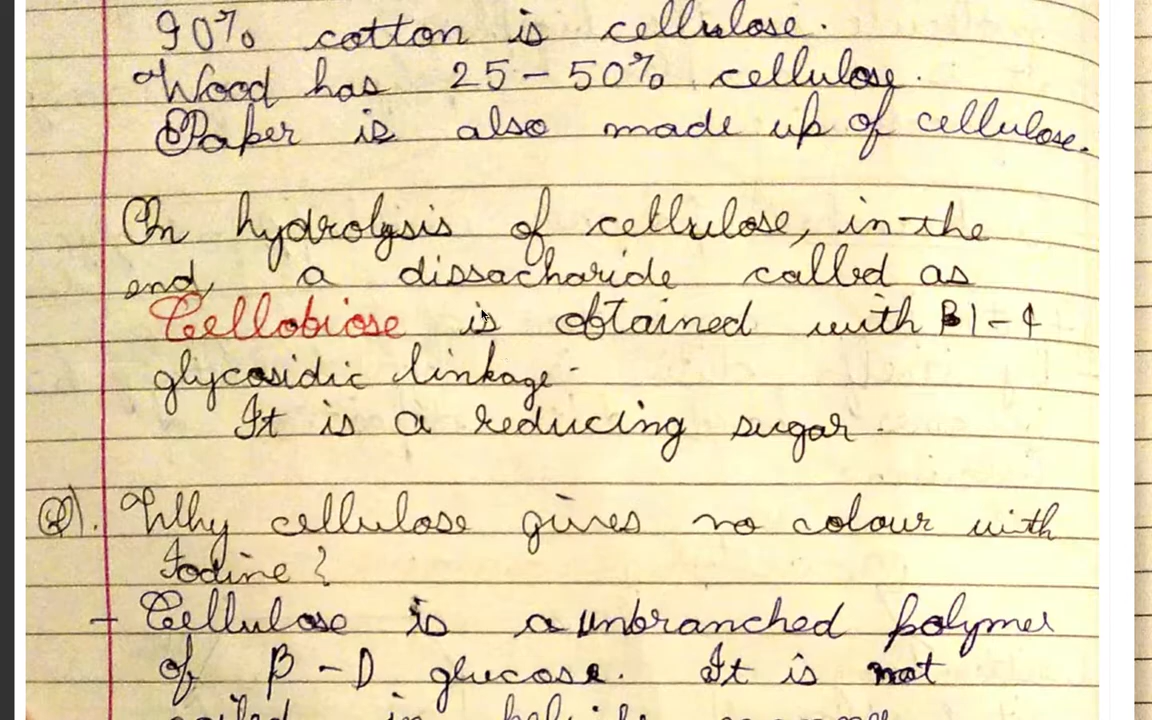 90% cotton is cellulose.
Wood has 25-50% cellulose.
Paper is also made up of cellulose.
On hydrolysis of cellulose, in the
end, a dissacharide called as
Cellobiose is obtained with β1-4
glycosidic linkage.
It is a reducing sugar.
Q). Why cellulose gives no colour with
Iodine?
- Cellulose is a unbranched polymer
of β-D glucose. It is not
coiled in